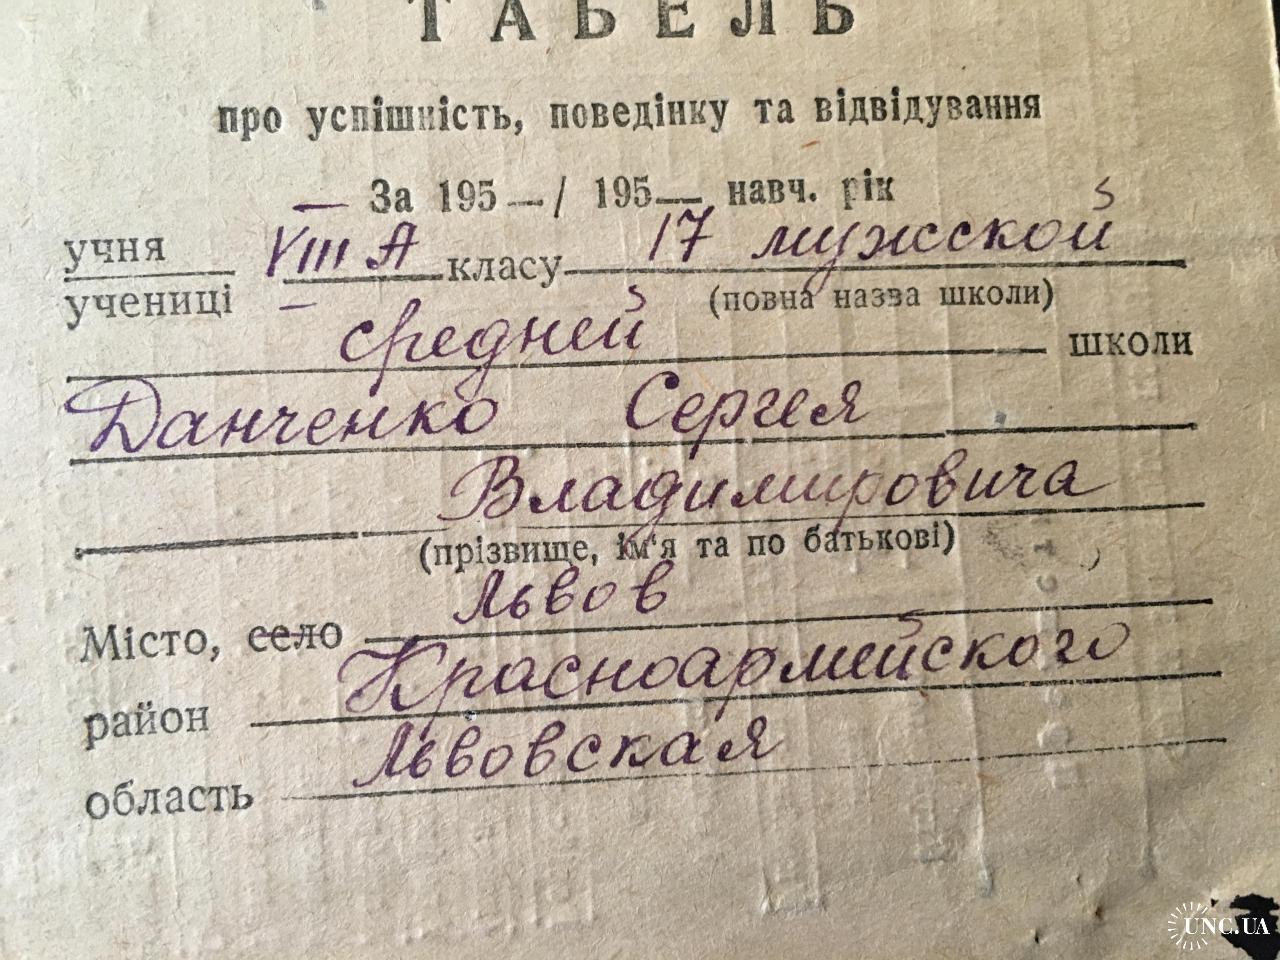 ТАБЕЛЬ
про успішність, поведінку та відвідування
За 195 — / 195 — навч. рік
учня VIII А класу 17 мужской
учениці — (повна назва школи)
средней школи
Данченко Сергея
Владимировича
(прізвище, ім'я та по батькові)
Місто, село Львов
район Красноармейского
область Львовская
UNC.UA